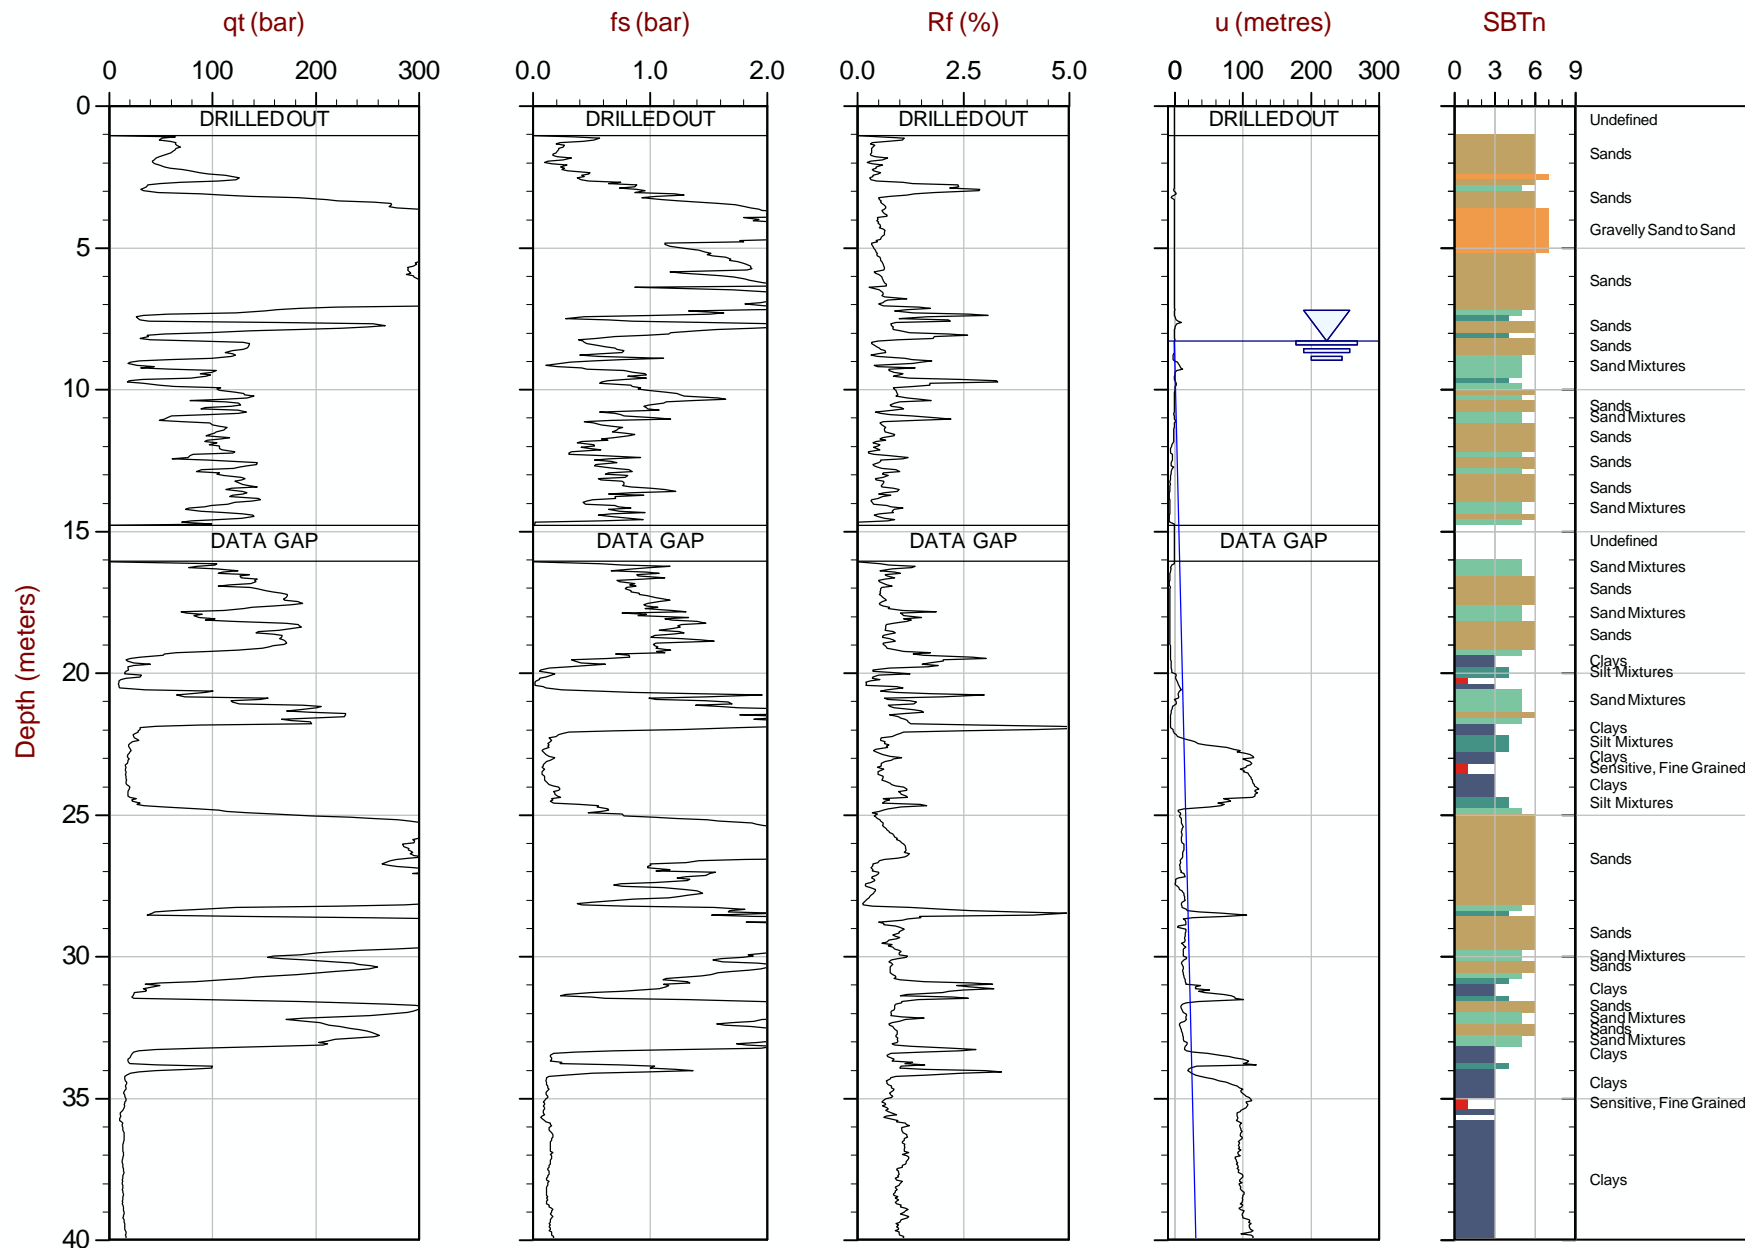 qt (bar) fs (bar) Rf (%) u (metres) SBTn
0 100 200 300 0.0 1.0 2.0 0.0 2.5 5.0 0 100 200 300 0 3 6 9
0
DRILLED OUT DRILLED OUT DRILLED OUT DRILLED OUT Undefined
Sands
Sands
Gravelly Sand to Sand
5
Sands
Sands
Sands
Sand Mixtures
10
Sands
Sand Mixtures
Sands
Sands
Sands
Sand Mixtures
15
DATA GAP DATA GAP DATA GAP DATA GAP Undefined
Sand Mixtures
Sands
Sand Mixtures
Sands
Clays
20 Silt Mixtures
Sand Mixtures
Depth (meters)
Clays
Silt Mixtures
Clays
Sensitive, Fine Grained
Clays
Silt Mixtures
25
Sands
Sands
30 Sand Mixtures
Sands
Clays
Sands
Sand Mixtures
Sands
Sand Mixtures
Clays
Clays
35 Sensitive, Fine Grained
Clays
40